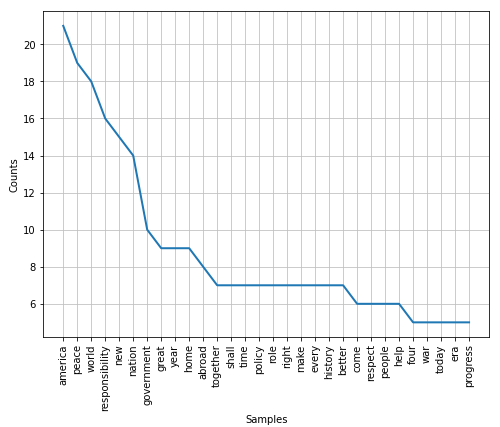 20
18
16
14
12
10
8
6
Counts
america
peace
world
responsibility
new
nation
government
great
year
home
abroad
together
shall
time
policy
role
right
make
every
history
better
come
respect
people
help
four
war
today
era
progress
Samples